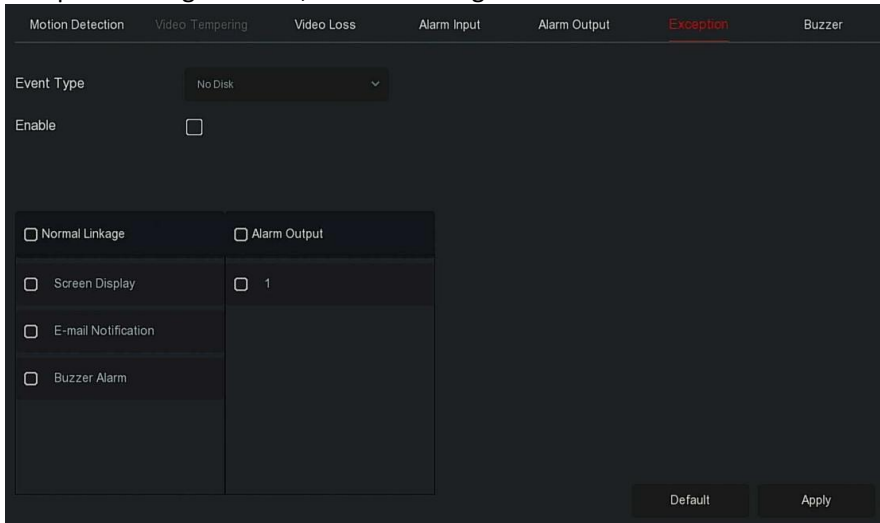 Motion Detection Video Tempering Video Loss Alarm Input Alarm Output Exception Buzzer
Event Type No Disk
Enable
Normal Linkage Alarm Output
Screen Display 1
E-mail Notification
Buzzer Alarm
Default Apply